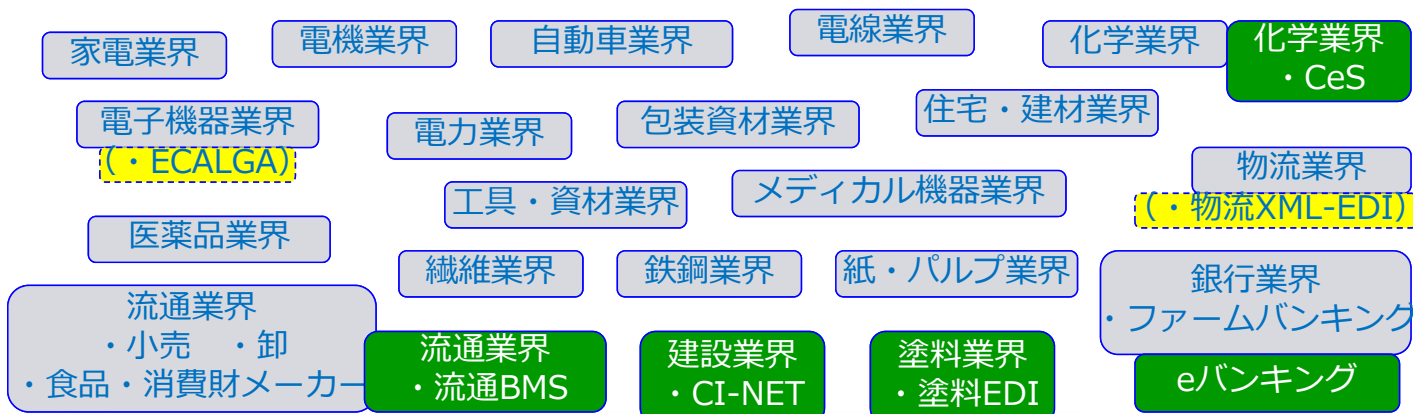 家電業界
電機業界
自動車業界
電線業界
化学業界
化学業界
・CeS
電子機器業界
(・ECALGA)
電力業界
包装資材業界
住宅・建材業界
物流業界
(・物流XML-EDI)
工具・資材業界
メディカル機器業界
医薬品業界
繊維業界
鉄鋼業界
紙・パルプ業界
銀行業界
・ファームバンキング
eバンキング
流通業界
・小売　・卸
・食品・消費財メーカー
流通業界
・流通BMS
建設業界
・CI-NET
塗料業界
・塗料EDI